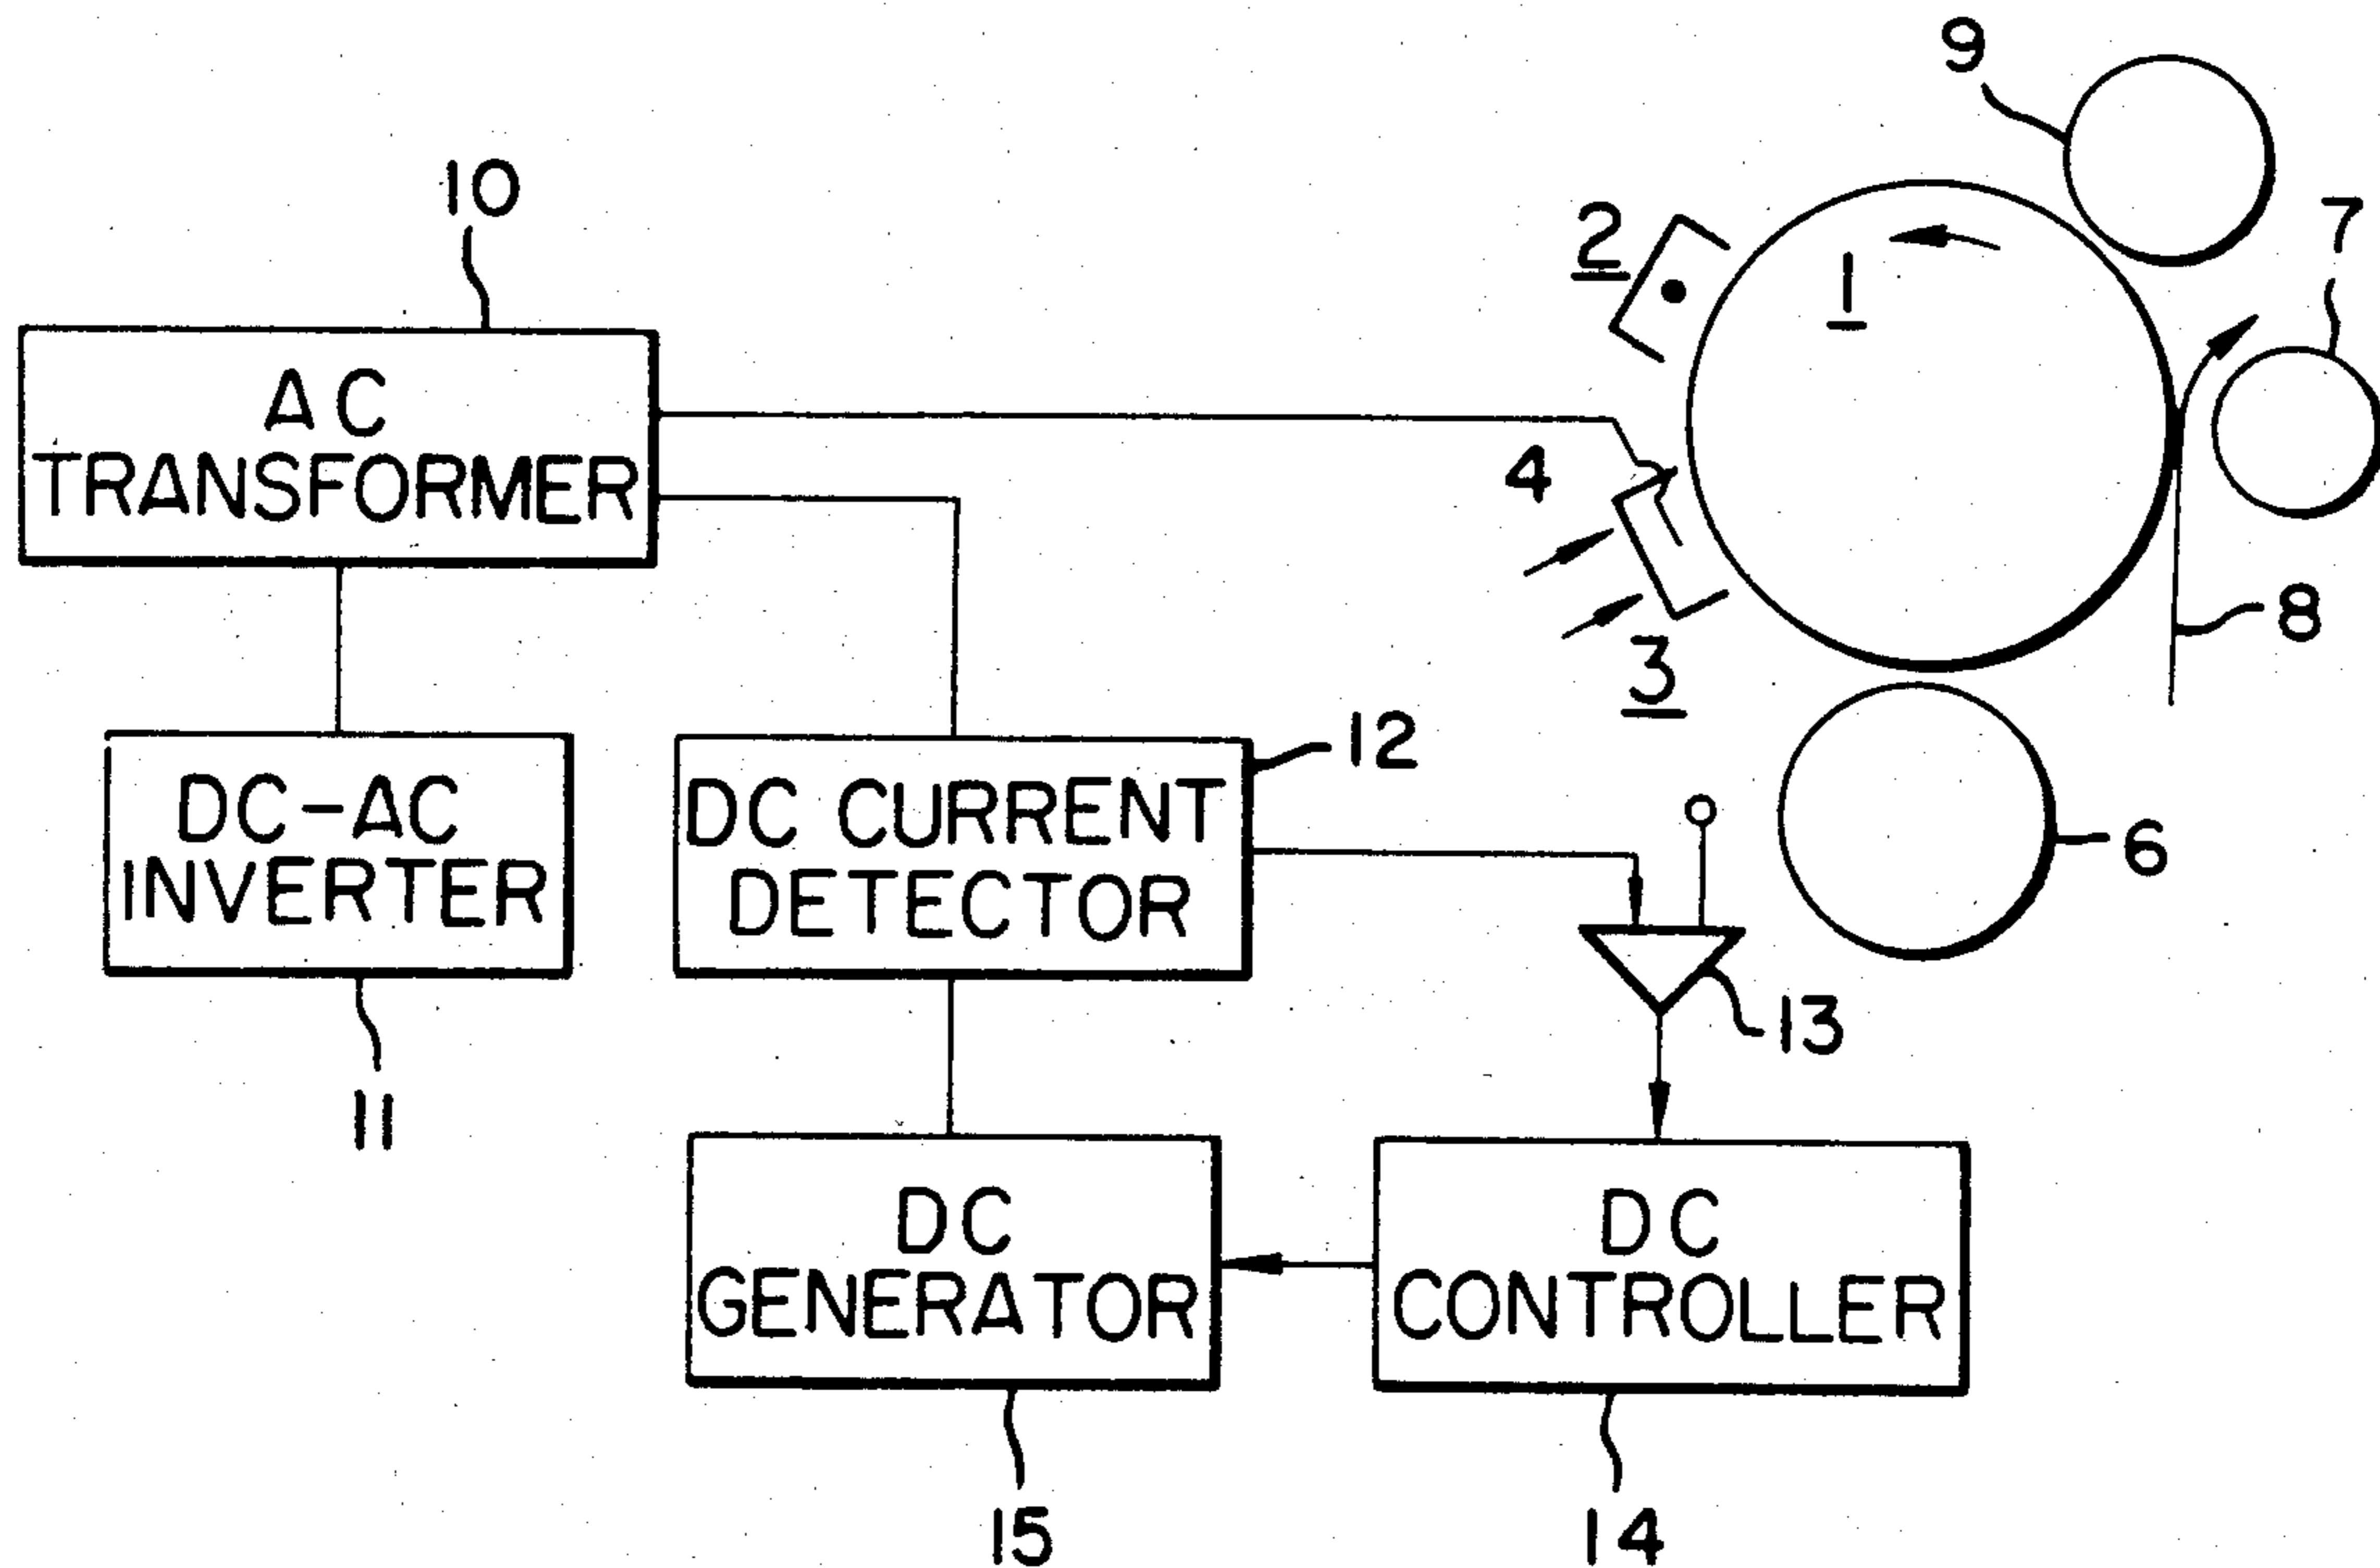 9
10
2
7
1
AC
TRANSFORMER
4
8
3
12
DC-AC
INVERTER
DC CURRENT
DETECTOR
6
13
11
DC
GENERATOR
DC
CONTROLLER
15
14